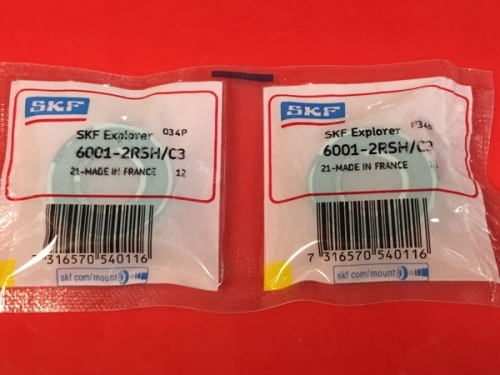 SKF
SKF Explorer 034P
6001-2RSH/C3
21-MADE IN FRANCE 12
7 316570 540116
skf.com/mount
SKF
SKF Explorer 034P
6001-2RSH/C3
21-MADE IN FRANCE
7 316570 540116
skf.com/mount